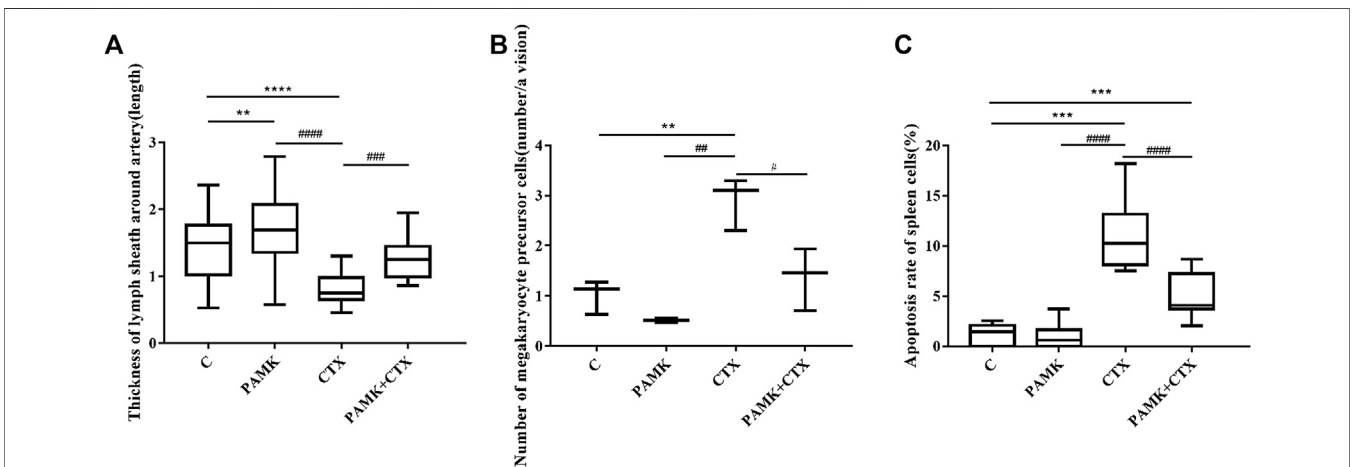 A
Thickness of lymph sheath around artery(length)
****
**
####
###
3
2
1
0
C
PAMK
CTX
PAMK+CTX
B
Number of megakaryocyte precursor cells(number/a vision)
**
##
#
4
3
2
1
0
C
PAMK
CTX
PAMK+CTX
C
Apoptosis rate of spleen cells(%)
***
***
####
####
20
15
10
5
0
C
PAMK
CTX
PAMK+CTX